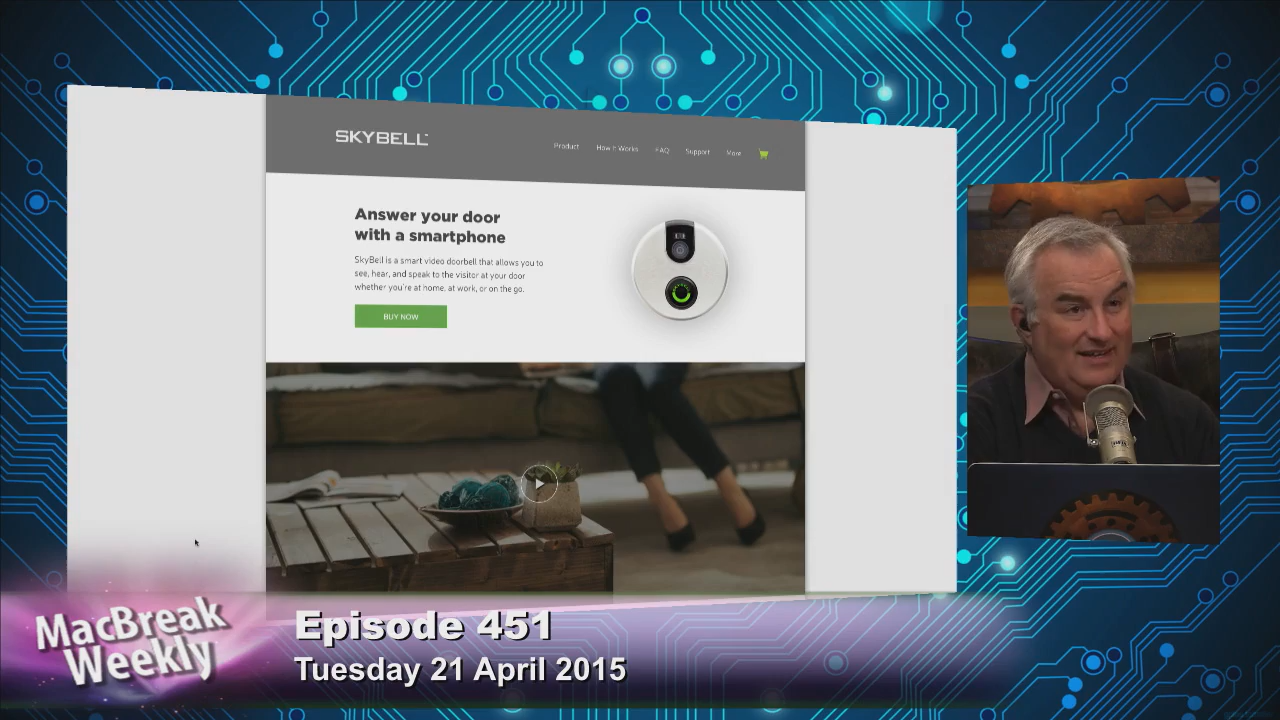 SKYBELL
Product How it Works FAQ Support More
Answer your door
with a smartphone
SkyBell is a smart video doorbell that allows you to
see, hear, and speak to the visitor at your door
whether you're at home, at work, or on the go.
BUY NOW
MacBreak
Weekly
Episode 451
Tuesday 21 April 2015